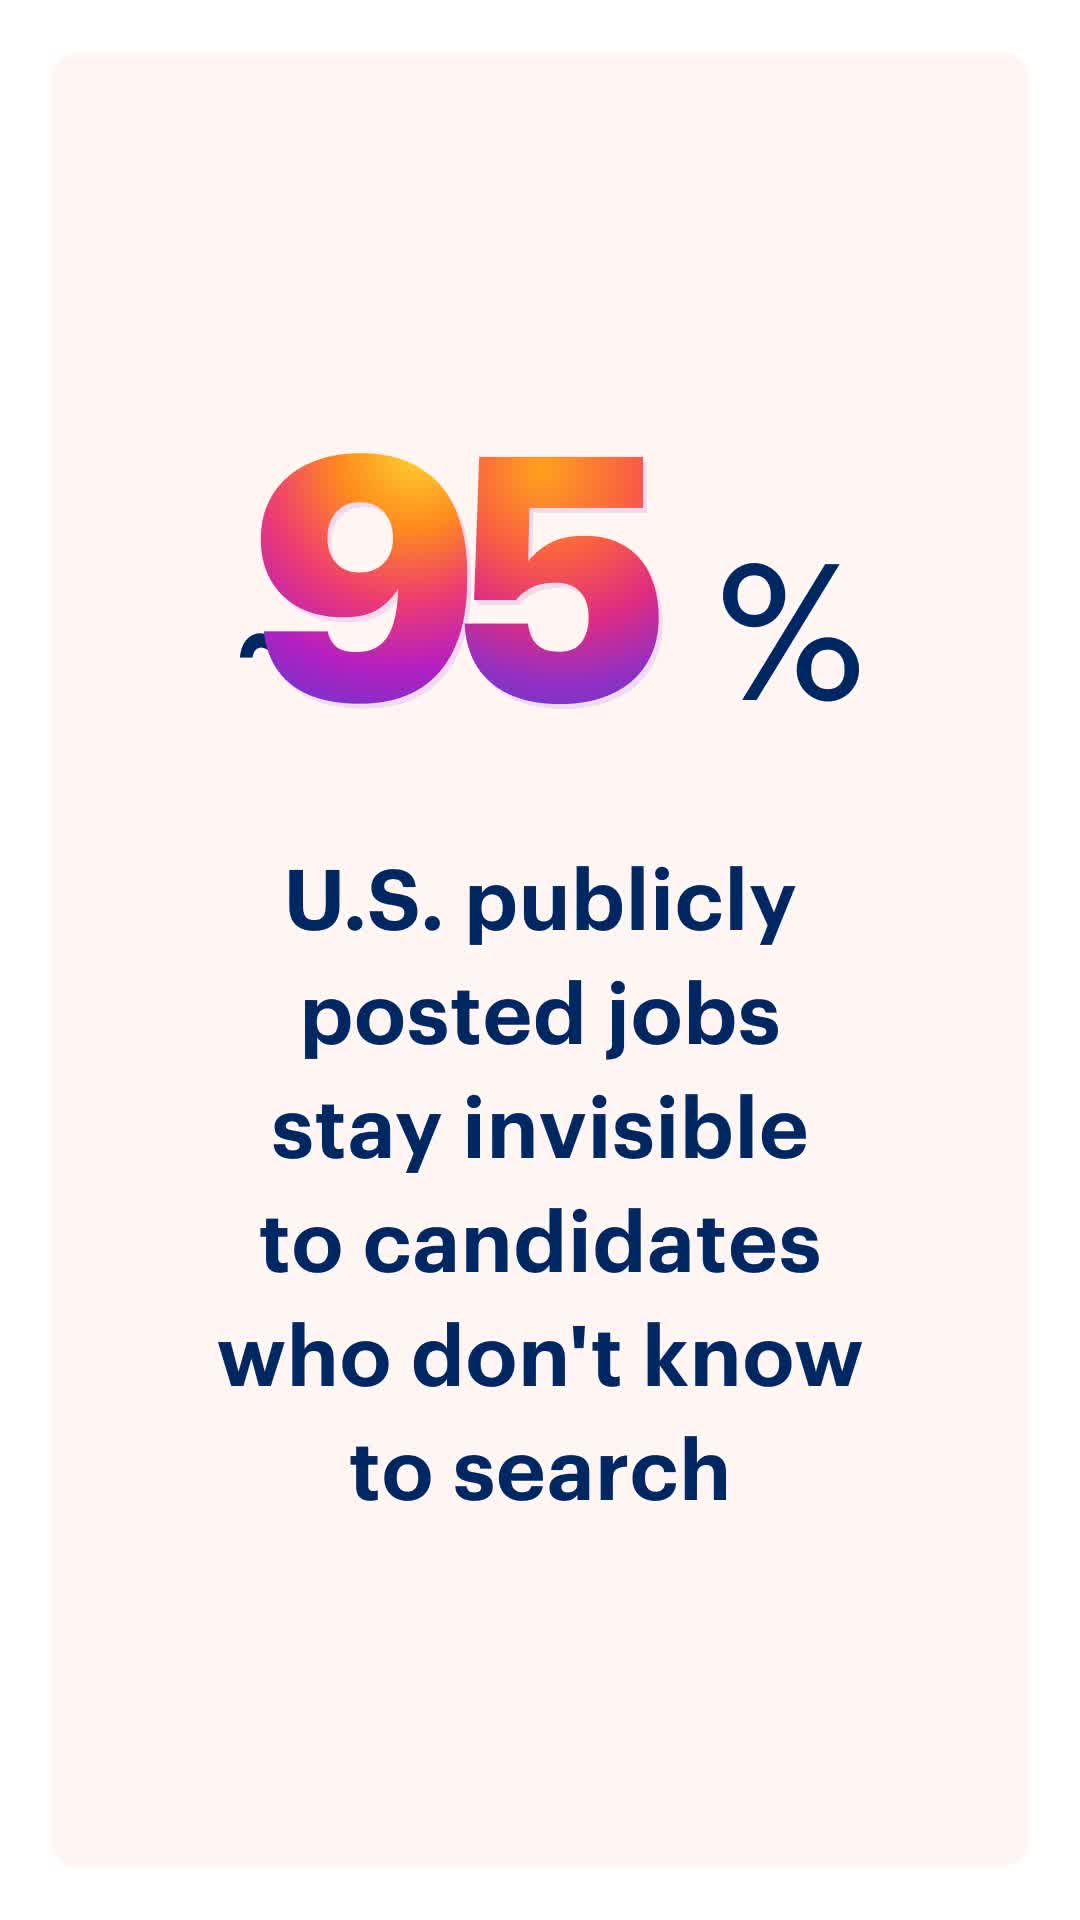 ~95 %
U.S. publicly
posted jobs
stay invisible
to candidates
who don't know
to search